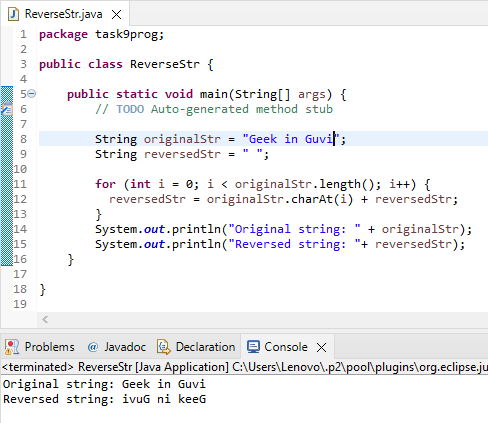 ReverseStr.java
1 package task9prog;
2
3 public class ReverseStr {
4
5 public static void main(String[] args) {
6 // TODO Auto-generated method stub
7
8 String originalStr = "Geek in Guvi";
9 String reversedStr = " ";
10
11 for (int i = 0; i < originalStr.length(); i++) {
12 reversedStr = originalStr.charAt(i) + reversedStr;
13 }
14 System.out.println("Original string: " + originalStr);
15 System.out.println("Reversed string: "+ reversedStr);
16 }
17
18 }
19
Problems @ Javadoc Declaration Console
<terminated> ReverseStr [Java Application] C:\Users\Lenovo\.p2\pool\plugins\org.eclipse.ju
Original string: Geek in Guvi
Reversed string: ivuG ni keeG